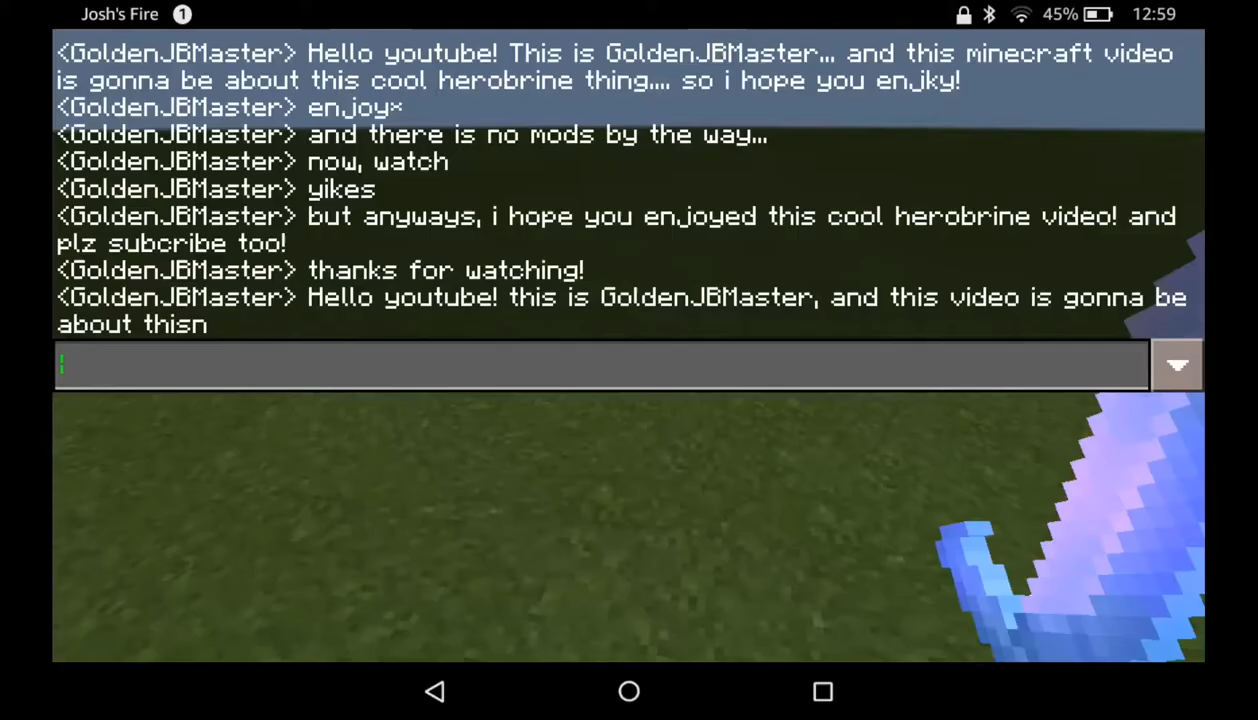 Josh's Fire 1 45% 12:59
<GoldenJBMaster> Hello youtube! This is GoldenJBMaster... and this minecraft video
is gonna be about this cool herobrine thing.... so i hope you enjky!
<GoldenJBMaster> enjoy*
<GoldenJBMaster> and there is no mods by the way...
<GoldenJBMaster> now, watch
<GoldenJBMaster> yikes
<GoldenJBMaster> but anyways, i hope you enjoyed this cool herobrine video! and
plz subcribe too!
<GoldenJBMaster> thanks for watching!
<GoldenJBMaster> Hello youtube! this is GoldenJBMaster, and this video is gonna be
about thisn